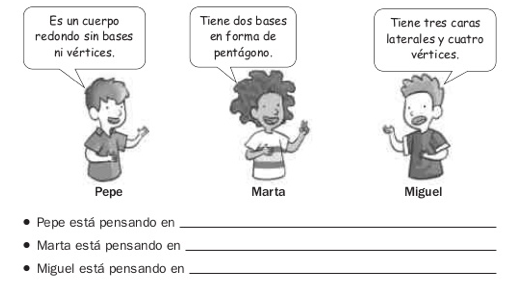 Es un cuerpo
redondo sin bases
ni vértices.
Tiene dos bases
en forma de
pentágono.
Tiene tres caras
laterales y cuatro
vértices.
Pepe
Marta
Miguel
• Pepe está pensando en
• Marta está pensando en
• Miguel está pensando en